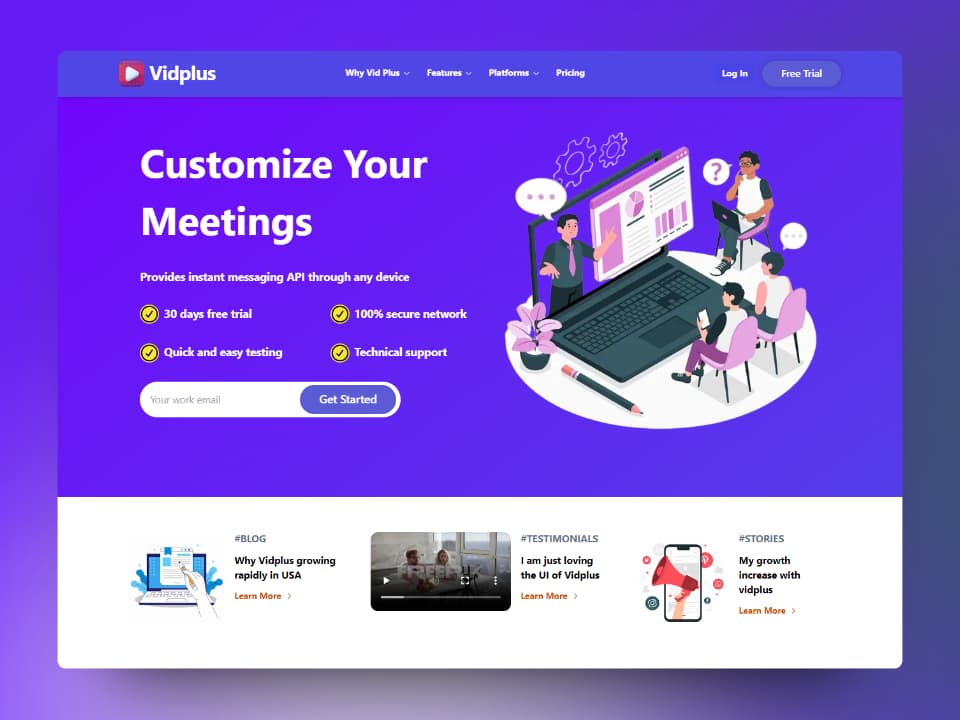 Vidplus
Why Vid Plus
Features
Platforms
Pricing
Log In
Free Trial
Customize Your
Meetings
Provides instant messaging API through any device
30 days free trial
100% secure network
Quick and easy testing
Technical support
Your work email
Get Started
?
#BLOG
Why Vidplus growing
rapidly in USA
Learn More
#TESTIMONIALS
I am just loving
the UI of Vidplus
Learn More
#STORIES
My growth
increase with
vidplus
Learn More